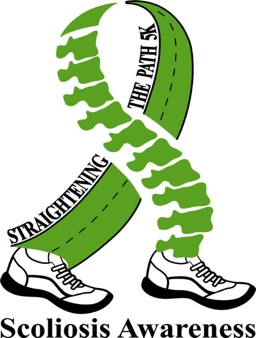 STRAIGHTENING
THE PATH 5K
Scoliosis Awareness